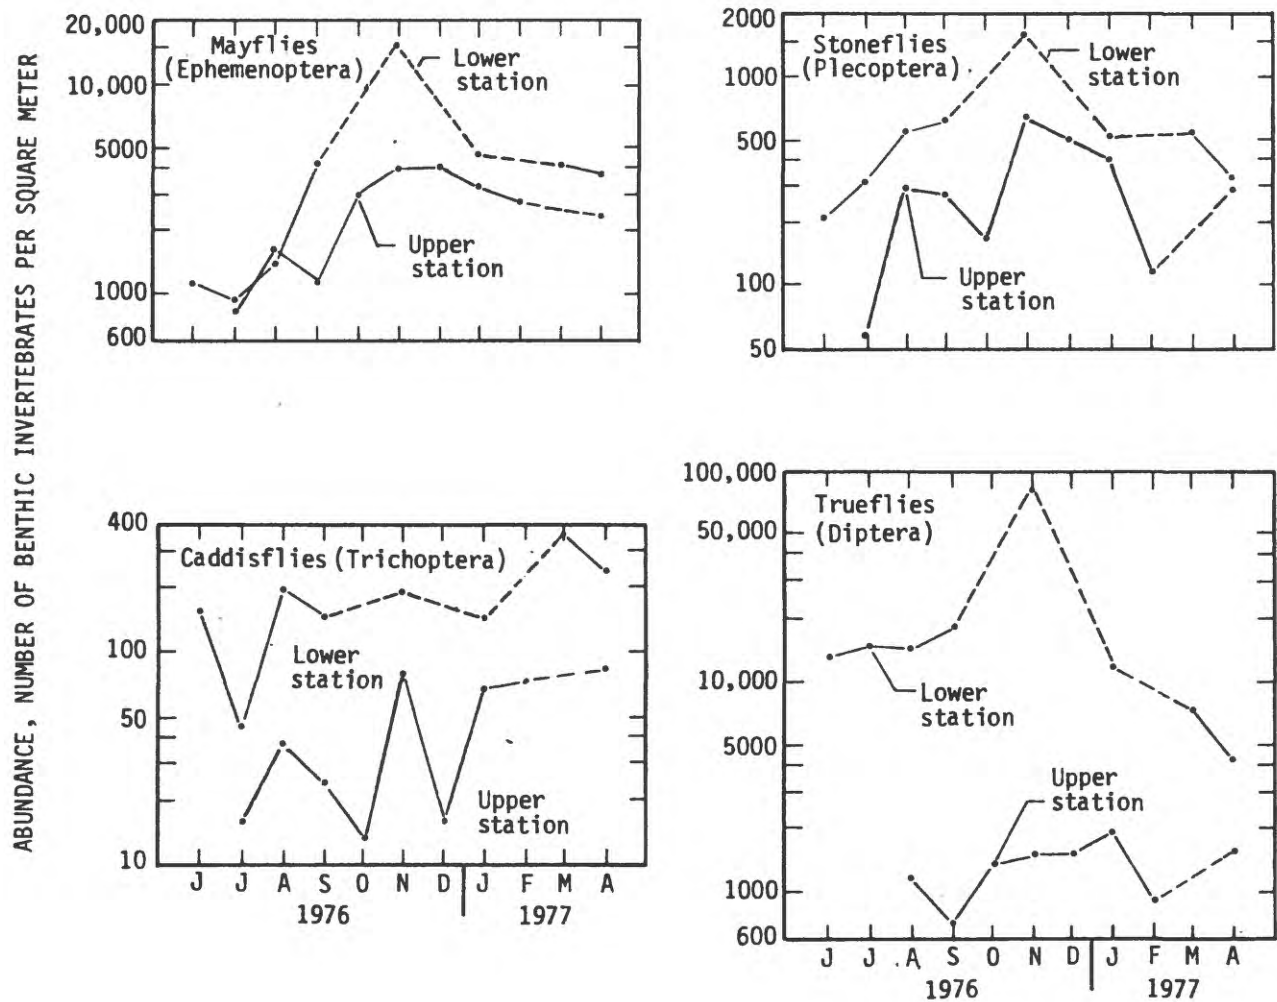 ABUNDANCE, NUMBER OF BENTHIC INVERTEBRATES PER SQUARE METER
20,000
10,000
5000
1000
600
Mayflies
(Ephemenoptera)
Lower
station
Upper
station
2000
1000
500
100
50
Stoneflies
(Plecoptera)
Lower
station
Upper
station
400
100
50
10
Caddisflies (Trichoptera)
Lower
station
Upper
station
J J A S O N D J F M A
1976 1977
100,000
50,000
10,000
5000
1000
600
Trueflies
(Diptera)
Lower
station
Upper
station
J J A S O N D J F M A
1976 1977